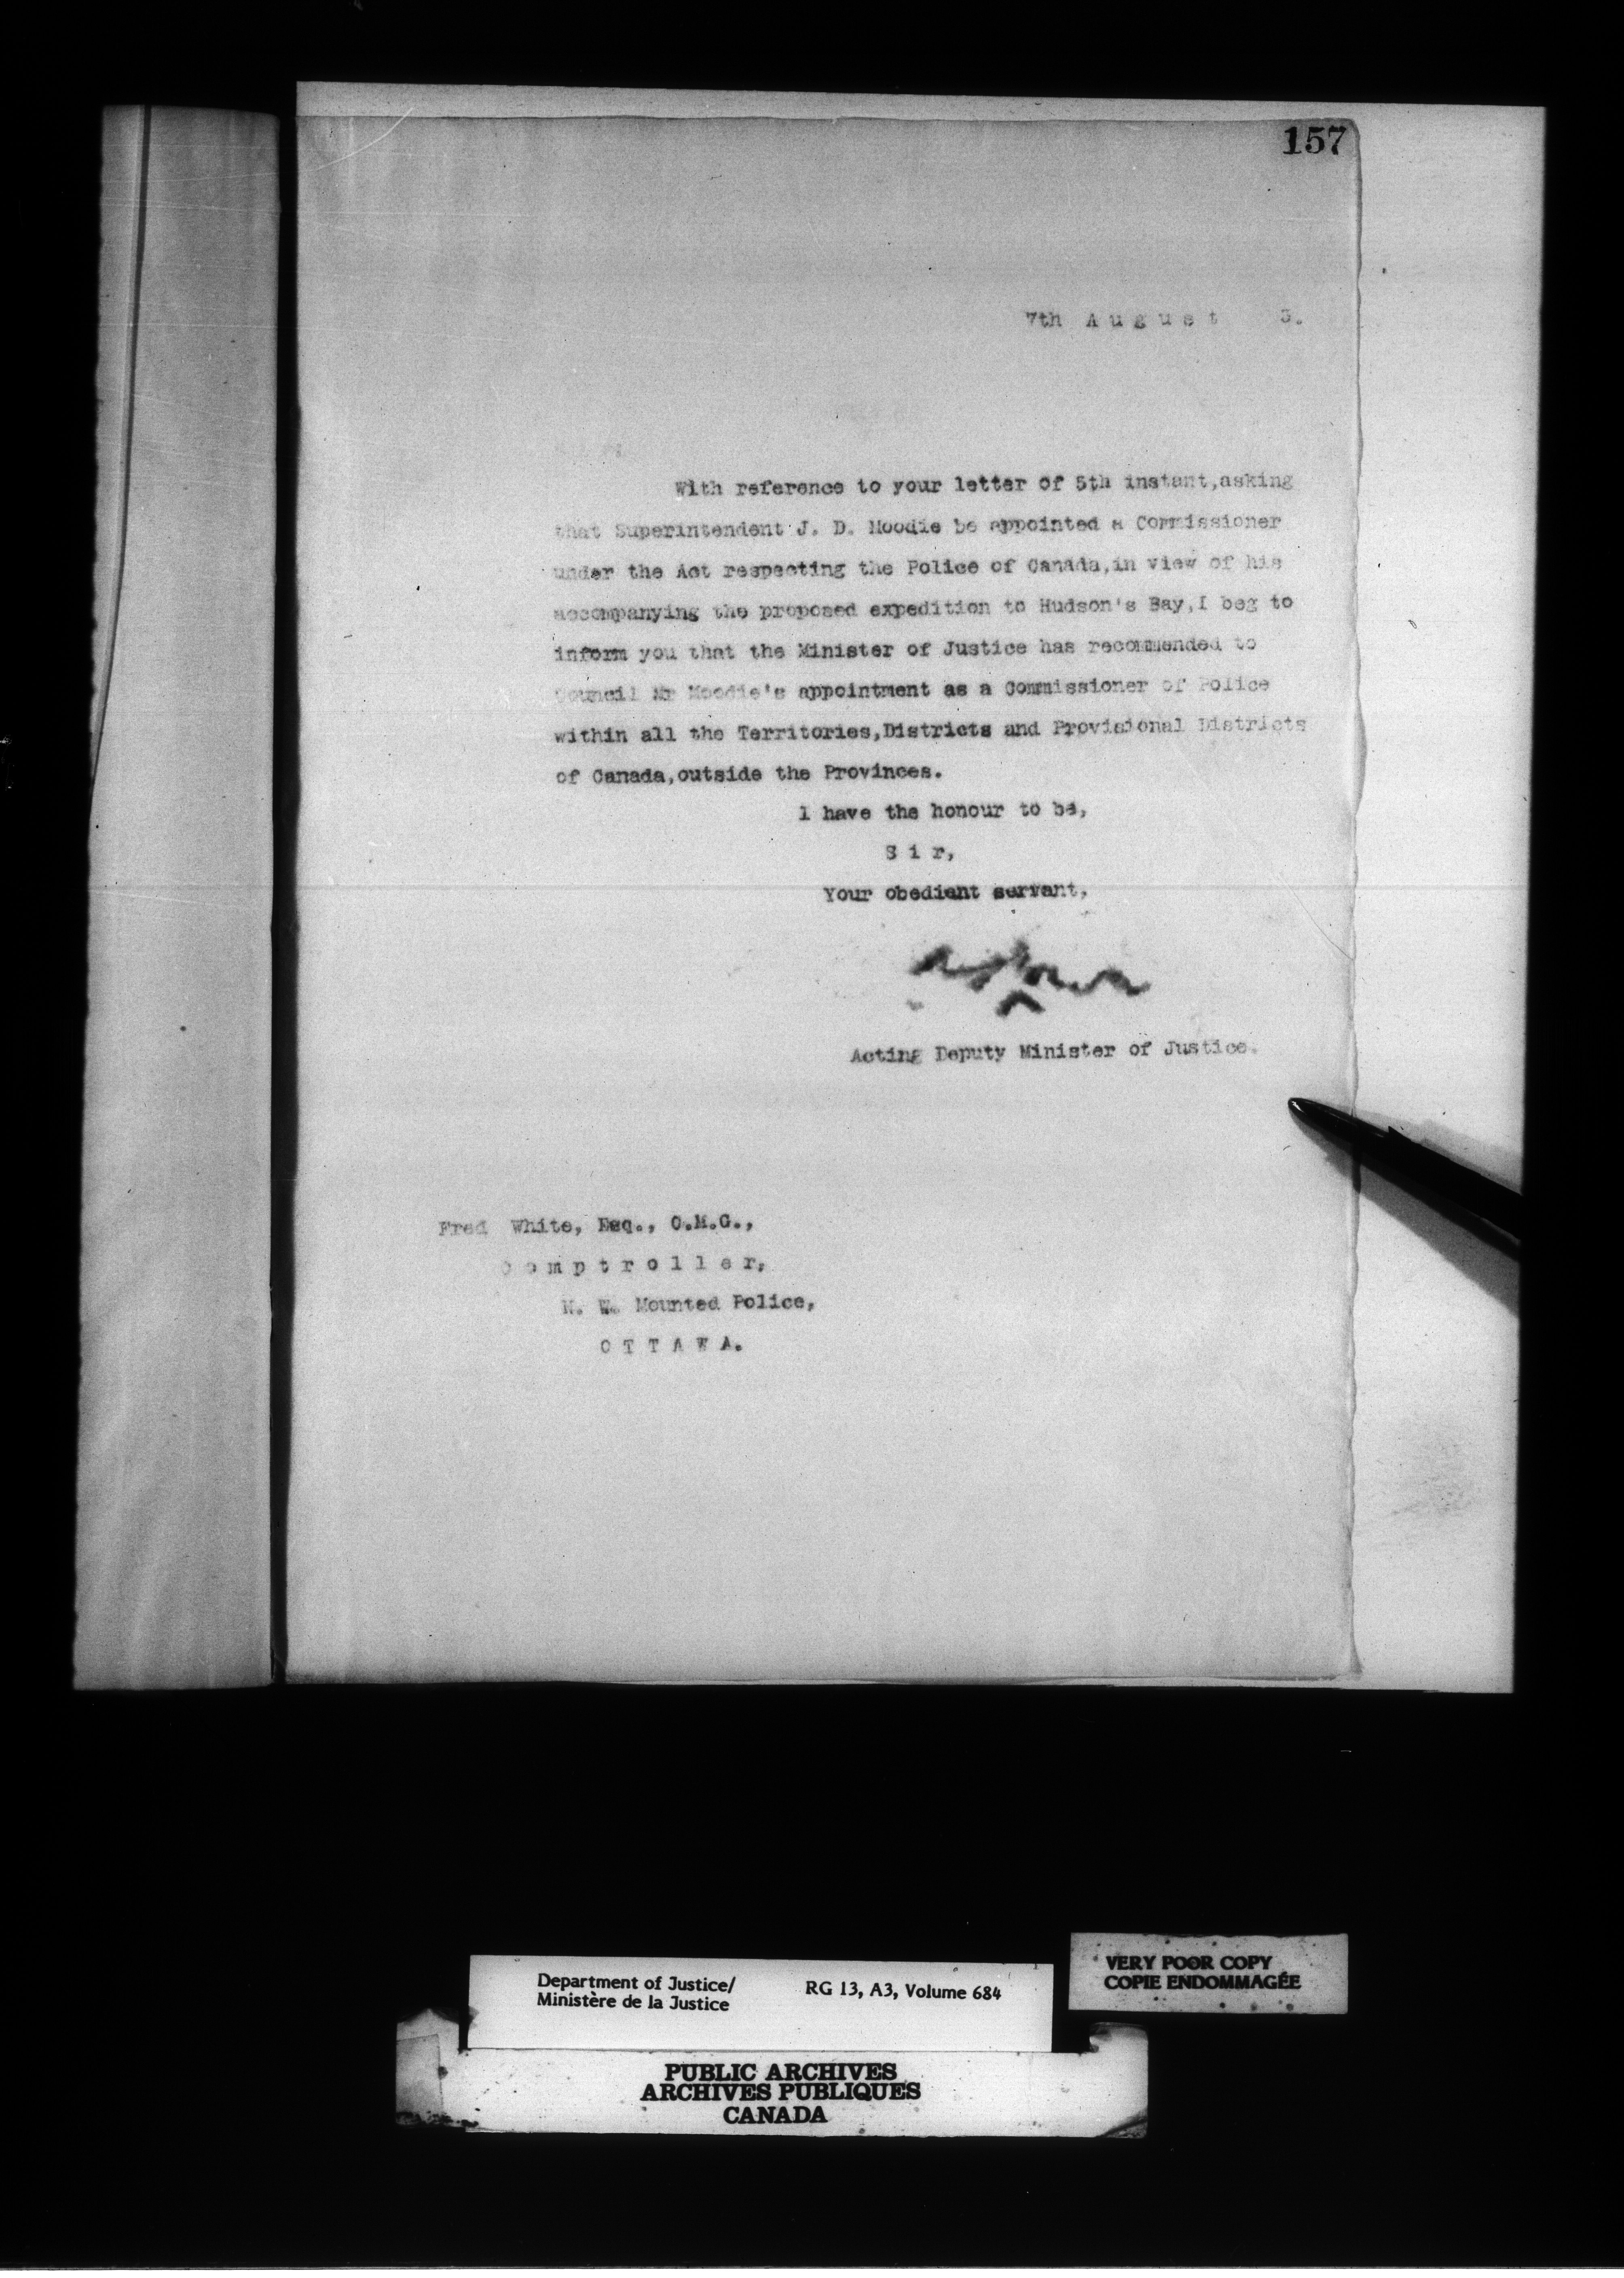 157
7th August 3.
With reference to your letter of 5th instant,asking
that Superintendent J. D. Moodie be appointed a Commissioner
under the Act respecting the Police of Canada,in view of his
accompanying the proposed expedition to Hudson's Bay,I beg to
inform you that the Minister of Justice has recommended to
Council Mr Moodie's appointment as a Commissioner of Police
within all the Territories,Districts and Provisional Districts
of Canada,outside the Provinces.
I have the honour to be,
Sir,
Your obedient servant,
Acting Deputy Minister of Justice.
Fred White, Esq., C.M.G.,
Comptroller,
N. W. Mounted Police,
OTTAWA.
Department of Justice/ RG 13, A3, Volume 684
Ministère de la Justice
VERY POOR COPY
COPIE ENDOMMAGÉE
PUBLIC ARCHIVES
ARCHIVES PUBLIQUES
CANADA